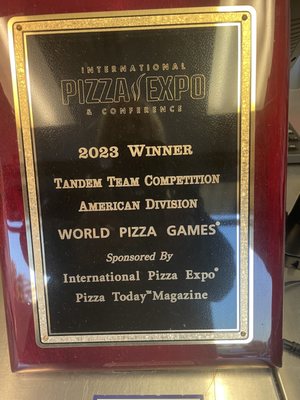 INTERNATIONAL
PIZZA EXPO
& CONFERENCE
2023 WINNER
TANDEM TEAM COMPETITION
AMERICAN DIVISION
WORLD PIZZA GAMES®
Sponsored By
International Pizza Expo®
Pizza Today™ Magazine